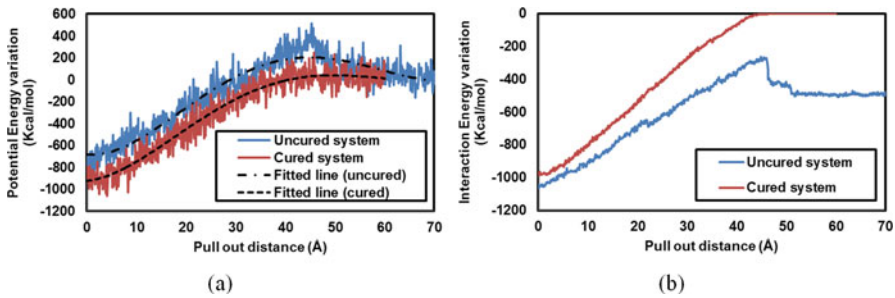 Potential Energy variation
(Kcal/mol)
600
400
200
0
-200
-400
-600
-800
-1000
-1200
0 10 20 30 40 50 60 70
Pull out distance (Å)
Uncured system
Cured system
Fitted line (uncured)
Fitted line (cured)
(a)
Interaction Energy variation
(Kcal/mol)
0
-200
-400
-600
-800
-1000
-1200
0 10 20 30 40 50 60 70
Pull out distance (Å)
Uncured system
Cured system
(b)